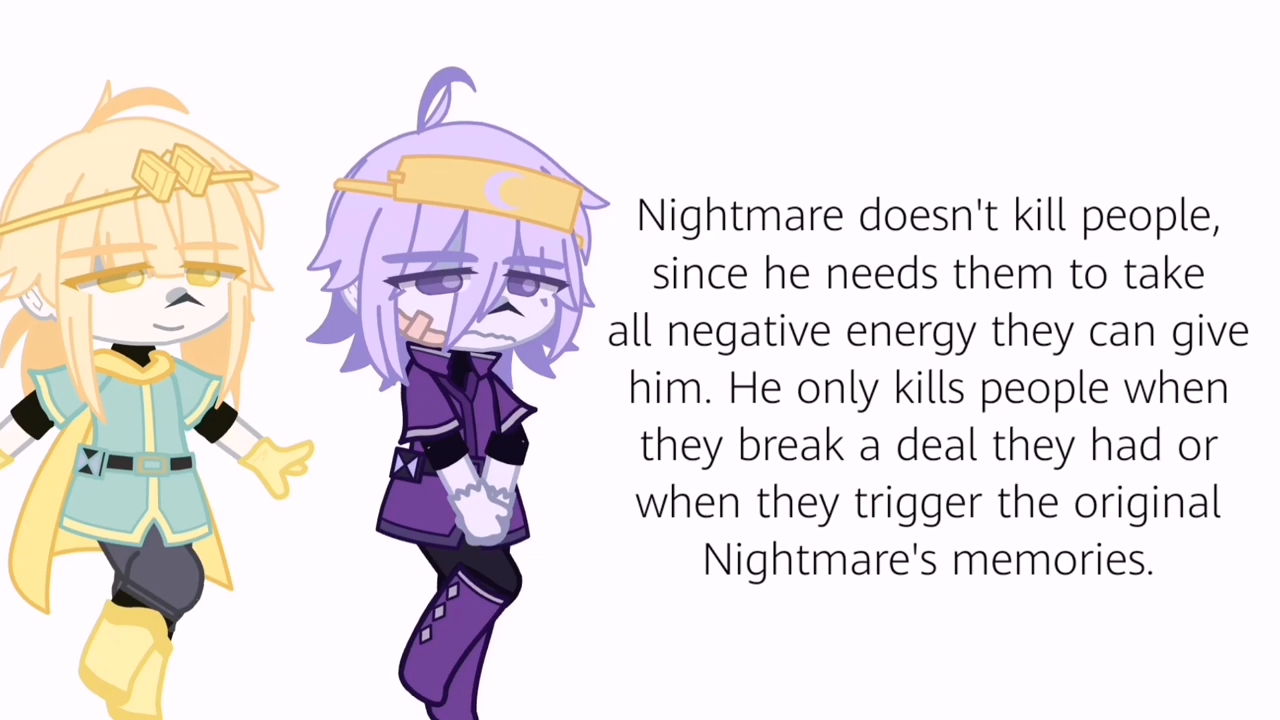 Nightmare doesn't kill people,
since he needs them to take
all negative energy they can give
him. He only kills people when
they break a deal they had or
when they trigger the original
Nightmare's memories.